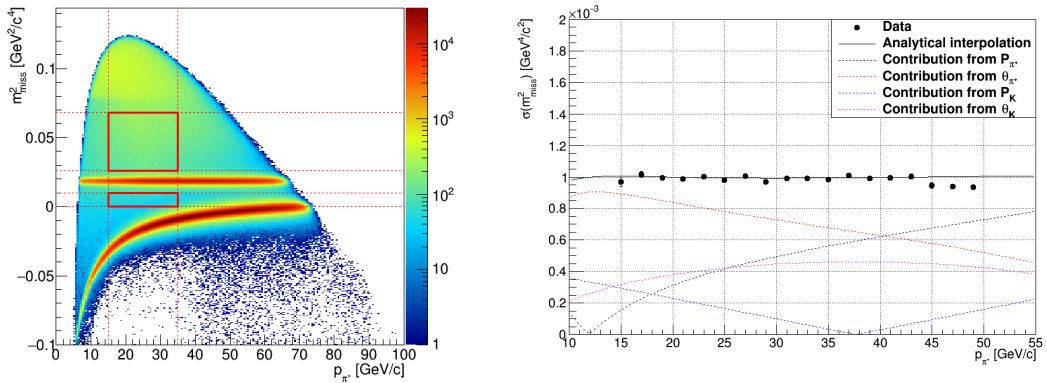 m²miss [GeV²/c⁴]
0.1
0.05
0
−0.05
−0.1
0 10 20 30 40 50 60 70 80 90 100
pπ⁺ [GeV/c]
10⁴
10³
10²
10
1
×10⁻³
σ(m²miss) [GeV⁴/c²]
2
1.8
1.6
1.4
1.2
1
0.8
0.6
0.4
0.2
0
10 15 20 25 30 35 40 45 50 55
pπ⁺ [GeV/c]
Data
Analytical interpolation
Contribution from Pπ⁺
Contribution from θπ⁺
Contribution from PK
Contribution from θK